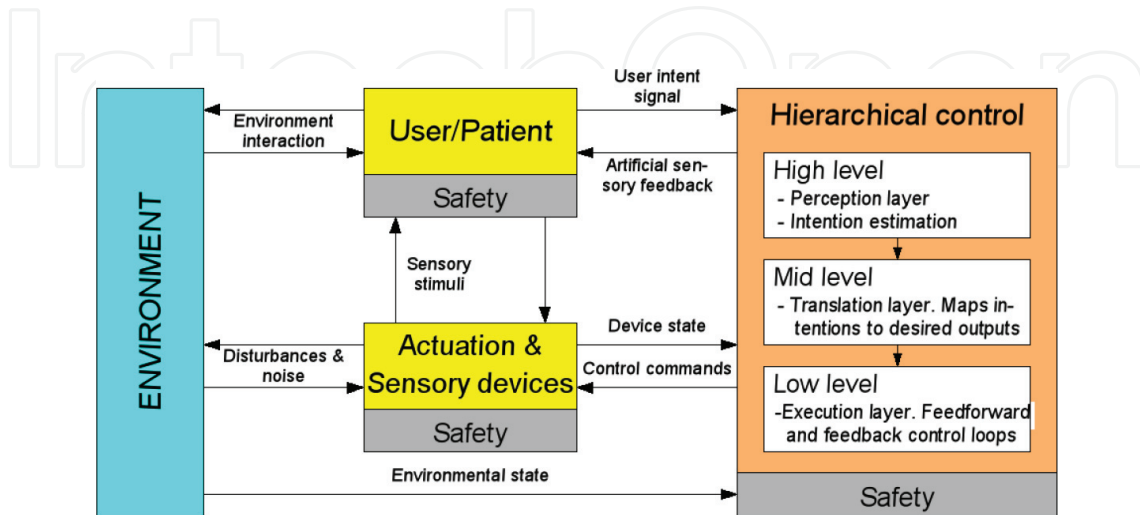 IntechOpen
ENVIRONMENT
Environment
interaction
User/Patient
Safety
User intent
signal
Artificial sen-
sory feedback
Sensory
stimuli
Disturbances &
noise
Actuation &
Sensory devices
Safety
Device state
Control commands
Environmental state
Hierarchical control
High level
- Perception layer
- Intention estimation
Mid level
- Translation layer. Maps in-
tentions to desired outputs
Low level
-Execution layer. Feedforward
and feedback control loops
Safety